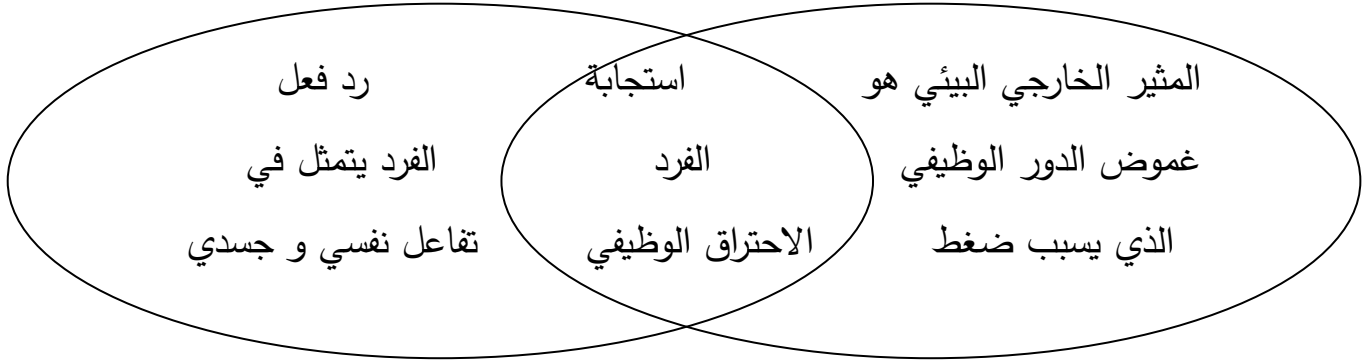 المثير الخارجي البيئي هو
غموض الدور الوظيفي
الذي يسبب ضغط
استجابة
الفرد
الاحتراق الوظيفي
رد فعل
الفرد يتمثل في
تفاعل نفسي و جسدي